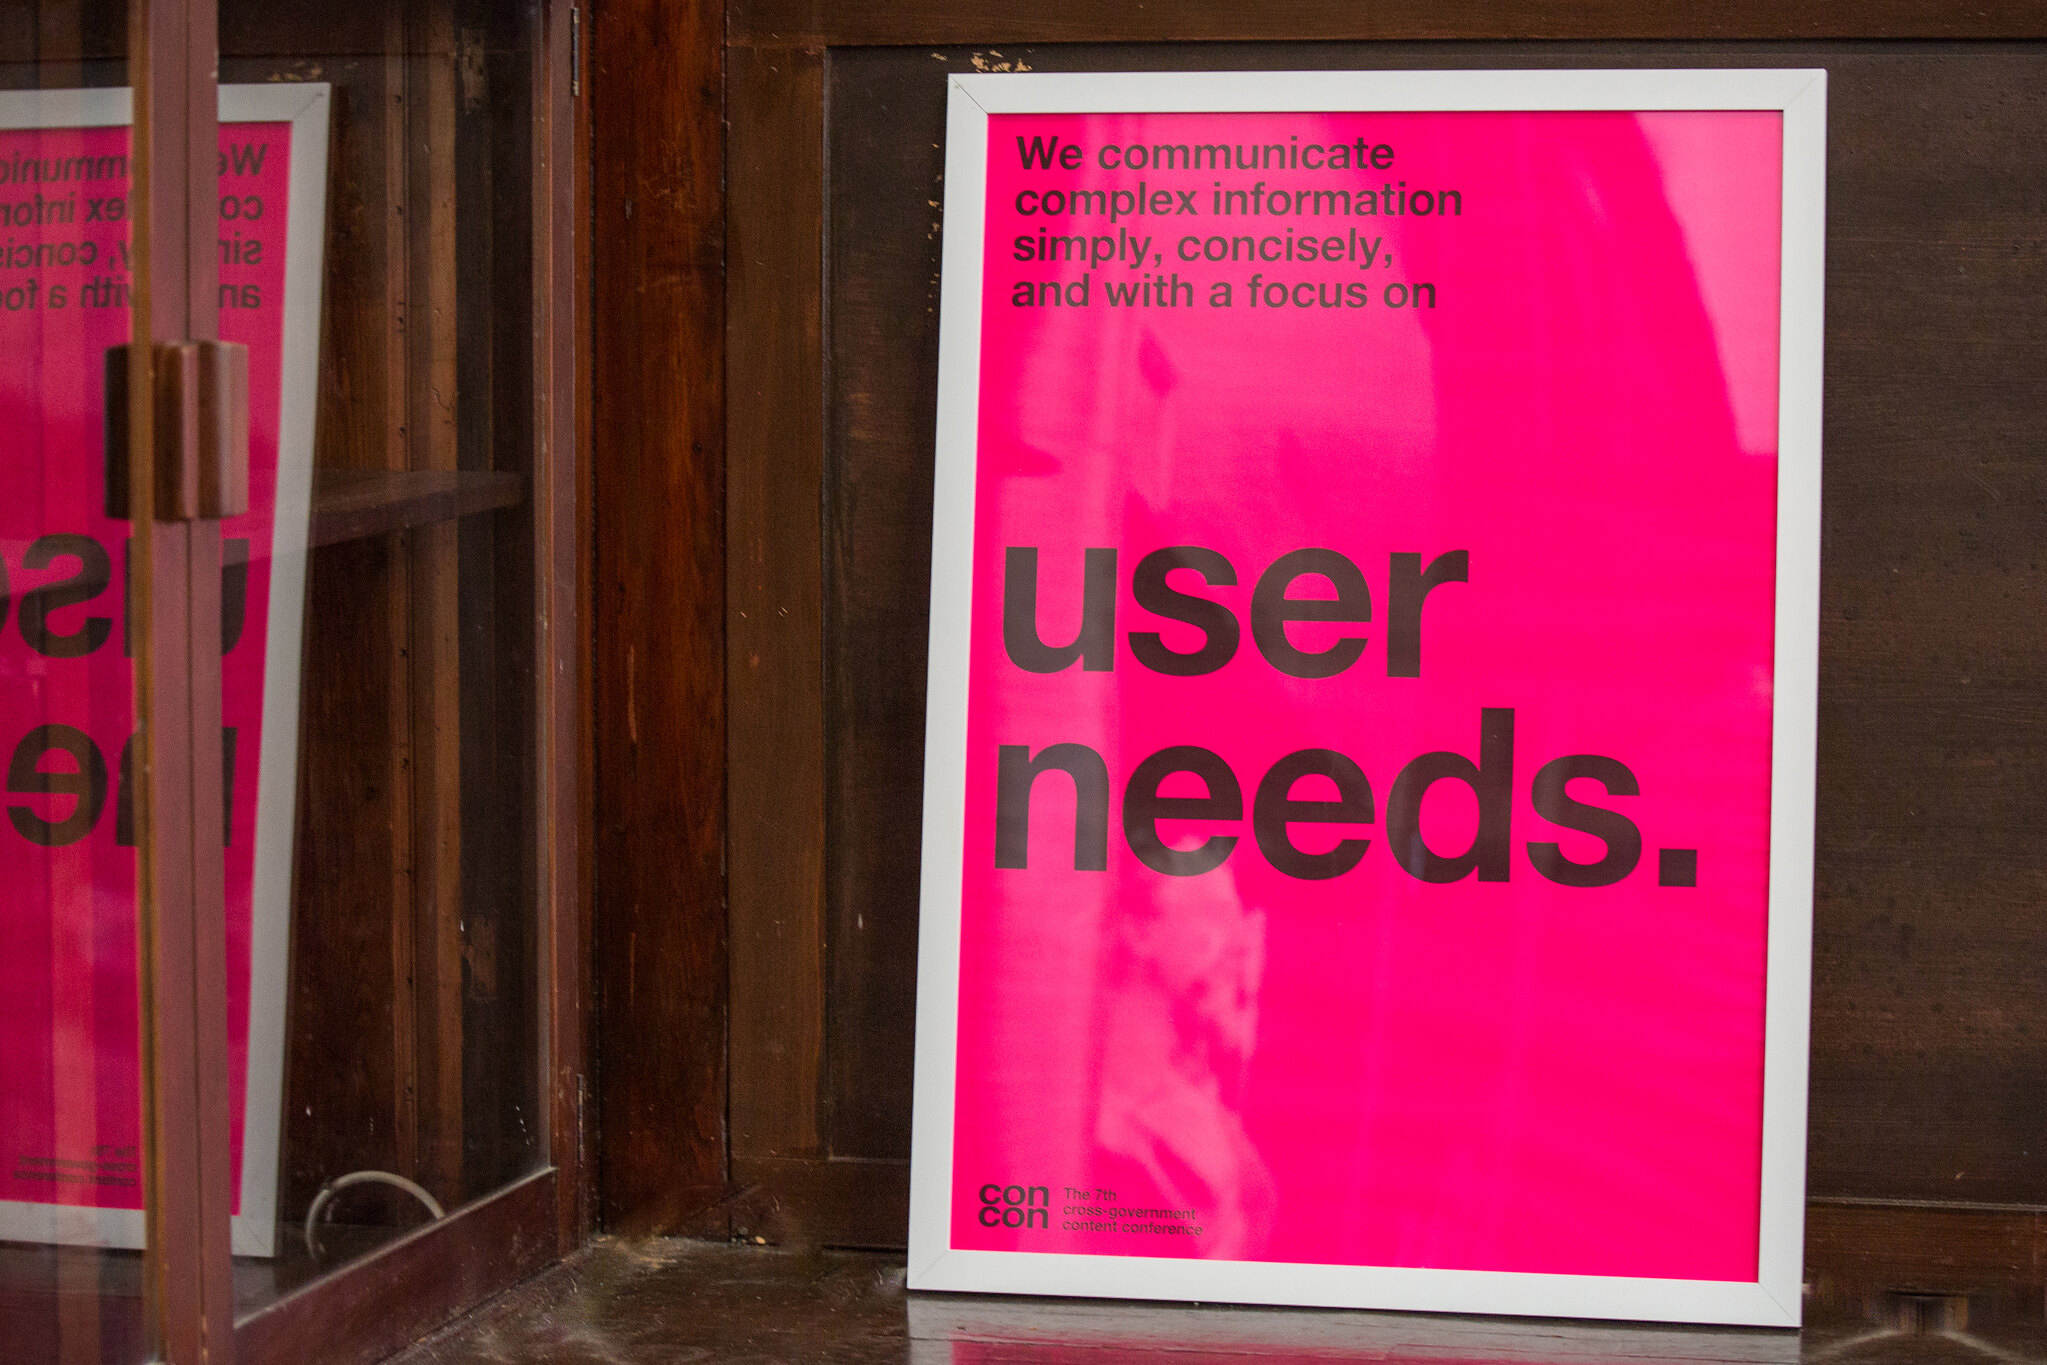 We communicate
complex information
simply, concisely,
and with a focus on
user
needs.
con
con
The 7th
cross-government
content conference